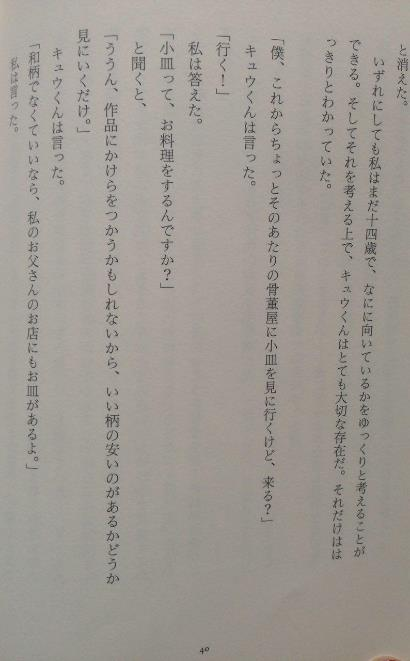 と消えた。
いずれにしても私はまだ十四歳で、なにに向いているかをゆっくりと考えることが
できる。そしてそれを考える上で、キュウくんはとても大切な存在だ。それだけはは
っきりとわかっていた。
「僕、これからちょっとそのあたりの骨董屋に小皿を見に行くけど、来る?」
キュウくんは言った。
「行く!」
私は答えた。
「小皿って、お料理をするんですか?」
と聞くと、
「ううん、作品にかけらをつかうかもしれないから、いい柄の安いのがあるかどうか
見にいくだけ。」
キュウくんは言った。
「和柄でなくていいなら、私のお父さんのお店にもお皿があるよ。」
私は言った。
40